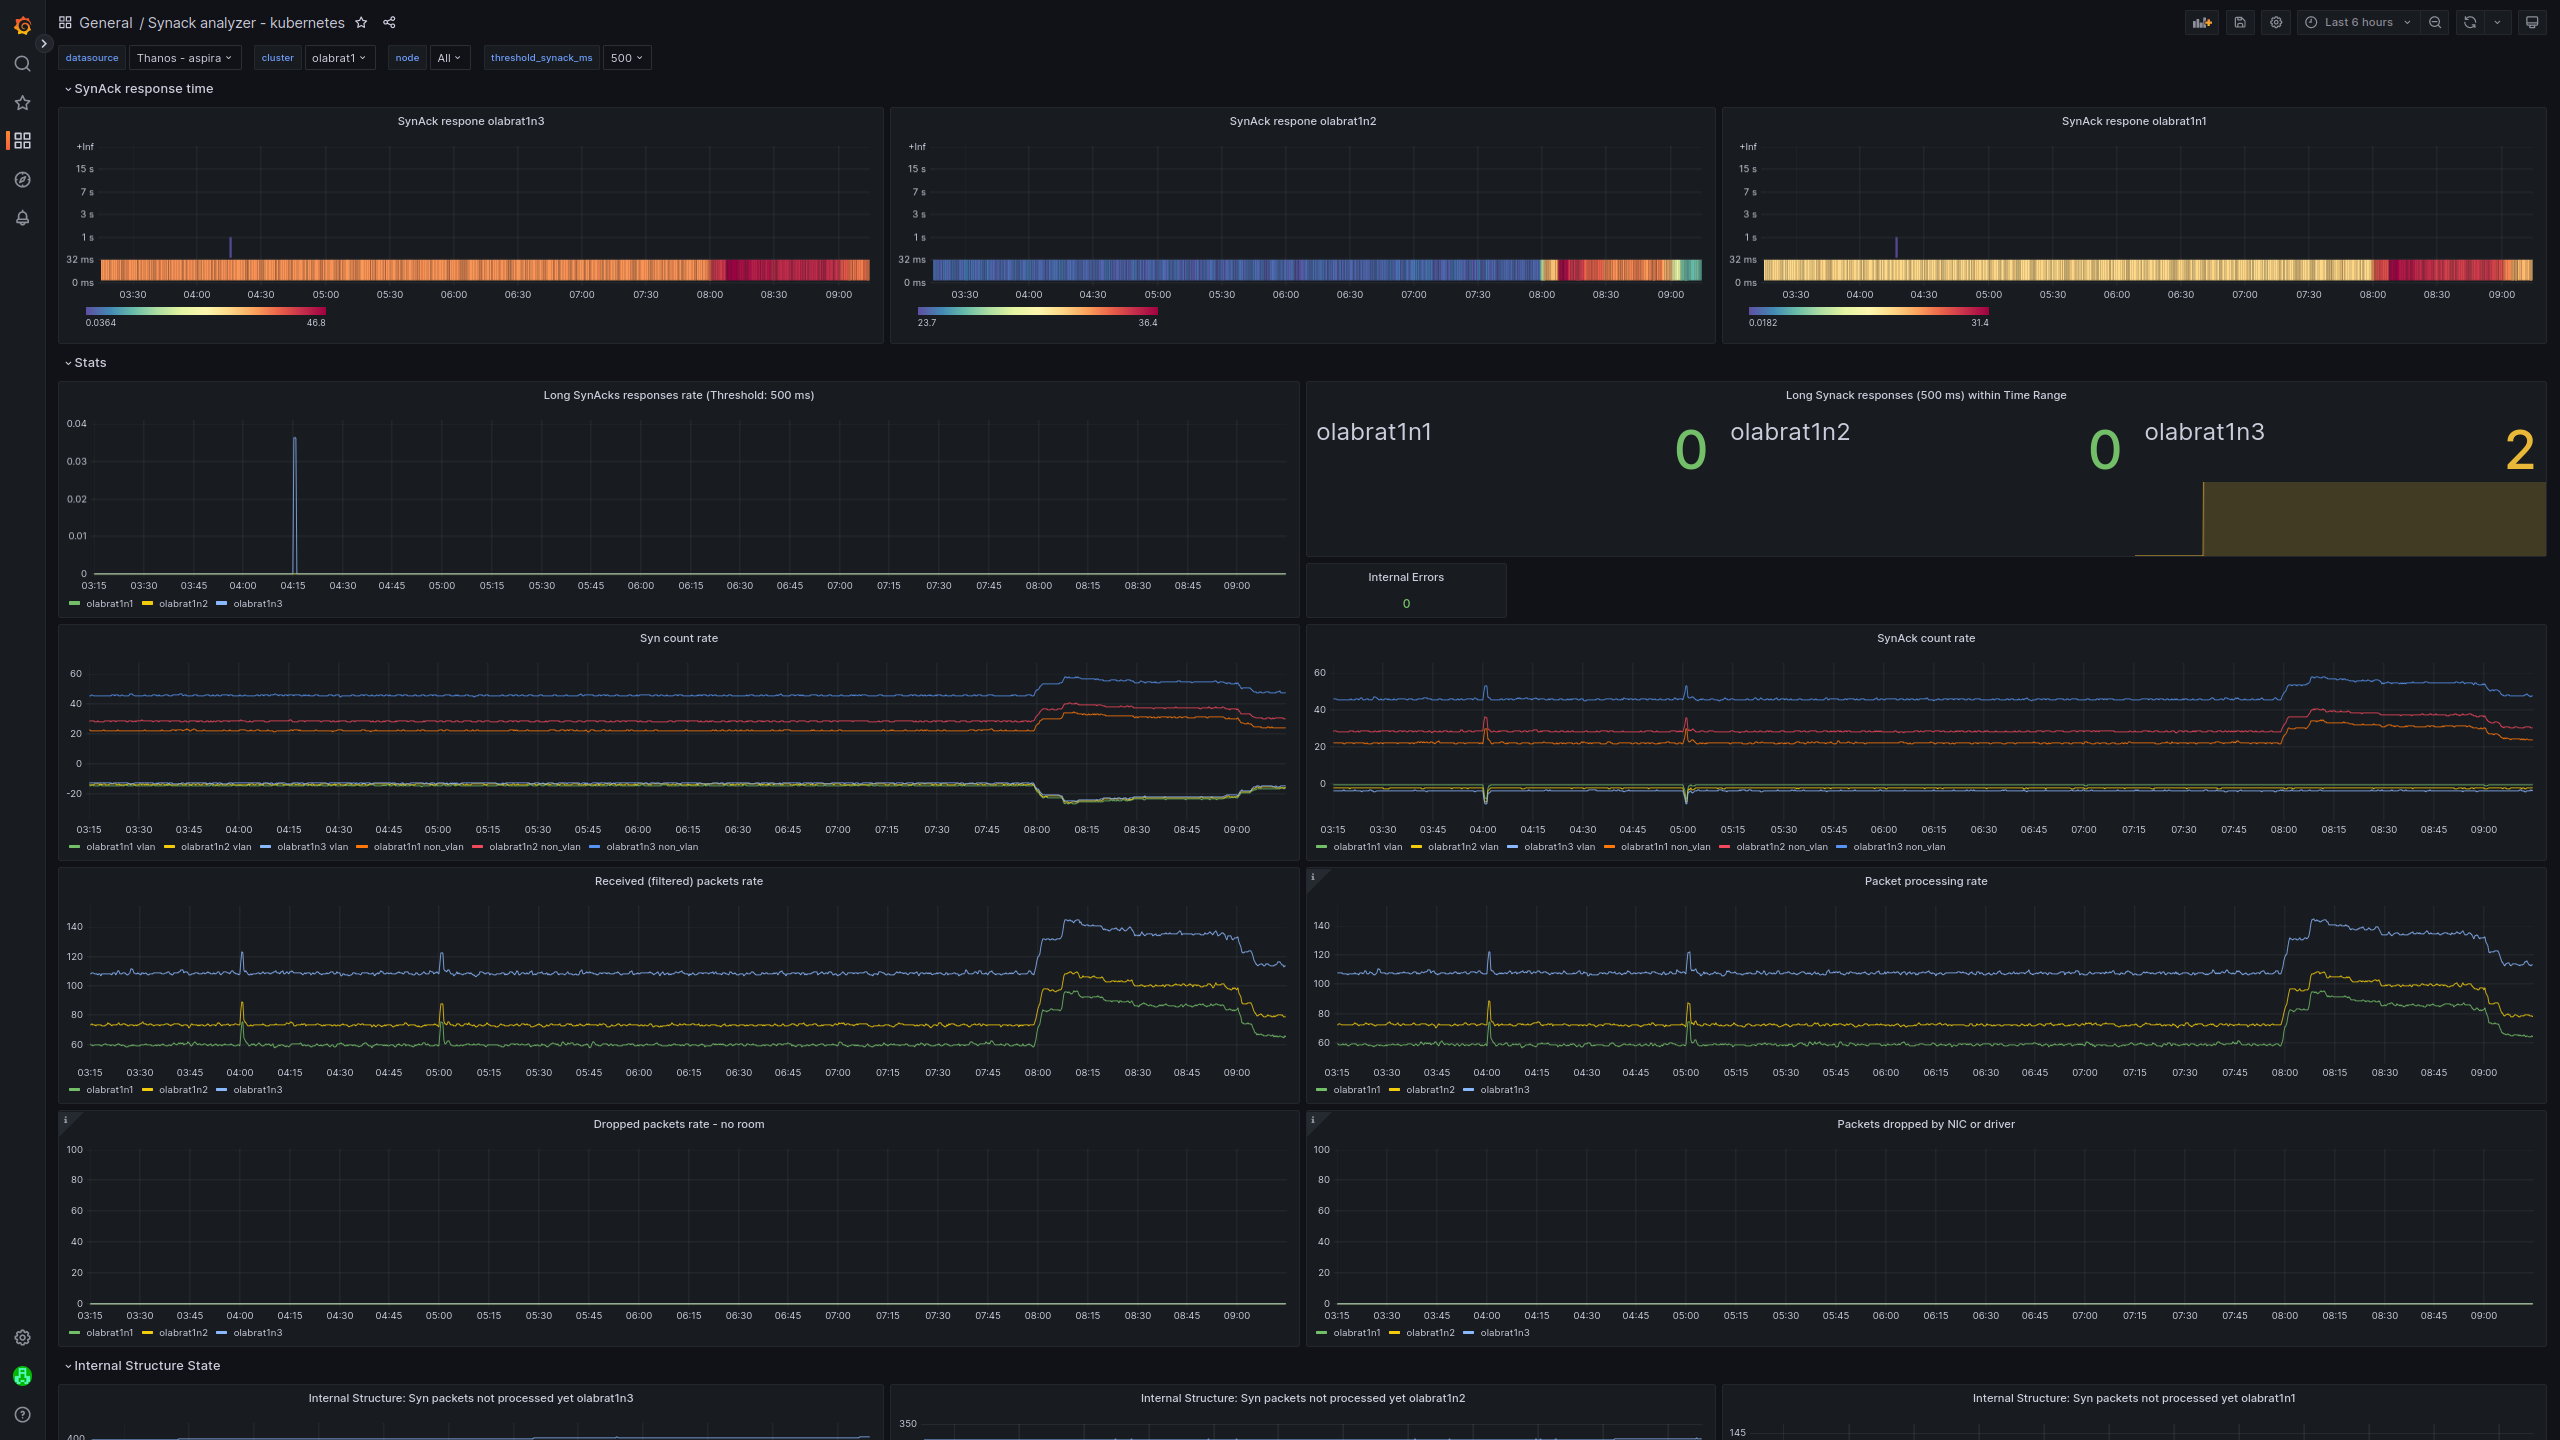 General / Synack analyzer - kubernetes
Last 6 hours
datasource Thanos - aspira cluster olabrat1 node All threshold_synack_ms 500
SynAck response time
SynAck respone olabrat1n3
+Inf
15 s
7 s
3 s
1 s
32 ms
0 ms
03:30 04:00 04:30 05:00 05:30 06:00 06:30 07:00 07:30 08:00 08:30 09:00
0.0364 46.8
SynAck respone olabrat1n2
+Inf
15 s
7 s
3 s
1 s
32 ms
0 ms
03:30 04:00 04:30 05:00 05:30 06:00 06:30 07:00 07:30 08:00 08:30 09:00
23.7 36.4
SynAck respone olabrat1n1
+Inf
15 s
7 s
3 s
1 s
32 ms
0 ms
03:30 04:00 04:30 05:00 05:30 06:00 06:30 07:00 07:30 08:00 08:30 09:00
0.0182 31.4
Stats
Long SynAcks responses rate (Threshold: 500 ms)
0.04
0.03
0.02
0.01
0
03:15 03:30 03:45 04:00 04:15 04:30 04:45 05:00 05:15 05:30 05:45 06:00 06:15 06:30 06:45 07:00 07:15 07:30 07:45 08:00 08:15 08:30 08:45 09:00
olabrat1n1 olabrat1n2 olabrat1n3
Long Synack responses (500 ms) within Time Range
olabrat1n1 0 olabrat1n2 0 olabrat1n3 2
Internal Errors
0
Syn count rate
60
40
20
0
-20
03:15 03:30 03:45 04:00 04:15 04:30 04:45 05:00 05:15 05:30 05:45 06:00 06:15 06:30 06:45 07:00 07:15 07:30 07:45 08:00 08:15 08:30 08:45 09:00
olabrat1n1 vlan olabrat1n2 vlan olabrat1n3 vlan olabrat1n1 non_vlan olabrat1n2 non_vlan olabrat1n3 non_vlan
SynAck count rate
60
40
20
0
03:15 03:30 03:45 04:00 04:15 04:30 04:45 05:00 05:15 05:30 05:45 06:00 06:15 06:30 06:45 07:00 07:15 07:30 07:45 08:00 08:15 08:30 08:45 09:00
olabrat1n1 vlan olabrat1n2 vlan olabrat1n3 vlan olabrat1n1 non_vlan olabrat1n2 non_vlan olabrat1n3 non_vlan
Received (filtered) packets rate
140
120
100
80
60
03:15 03:30 03:45 04:00 04:15 04:30 04:45 05:00 05:15 05:30 05:45 06:00 06:15 06:30 06:45 07:00 07:15 07:30 07:45 08:00 08:15 08:30 08:45 09:00
olabrat1n1 olabrat1n2 olabrat1n3
Packet processing rate
140
120
100
80
60
03:15 03:30 03:45 04:00 04:15 04:30 04:45 05:00 05:15 05:30 05:45 06:00 06:15 06:30 06:45 07:00 07:15 07:30 07:45 08:00 08:15 08:30 08:45 09:00
olabrat1n1 olabrat1n2 olabrat1n3
Dropped packets rate - no room
100
80
60
40
20
0
03:15 03:30 03:45 04:00 04:15 04:30 04:45 05:00 05:15 05:30 05:45 06:00 06:15 06:30 06:45 07:00 07:15 07:30 07:45 08:00 08:15 08:30 08:45 09:00
olabrat1n1 olabrat1n2 olabrat1n3
Packets dropped by NIC or driver
100
80
60
40
20
0
03:15 03:30 03:45 04:00 04:15 04:30 04:45 05:00 05:15 05:30 05:45 06:00 06:15 06:30 06:45 07:00 07:15 07:30 07:45 08:00 08:15 08:30 08:45 09:00
olabrat1n1 olabrat1n2 olabrat1n3
Internal Structure State
Internal Structure: Syn packets not processed yet olabrat1n3
400
Internal Structure: Syn packets not processed yet olabrat1n2
350
Internal Structure: Syn packets not processed yet olabrat1n1
145